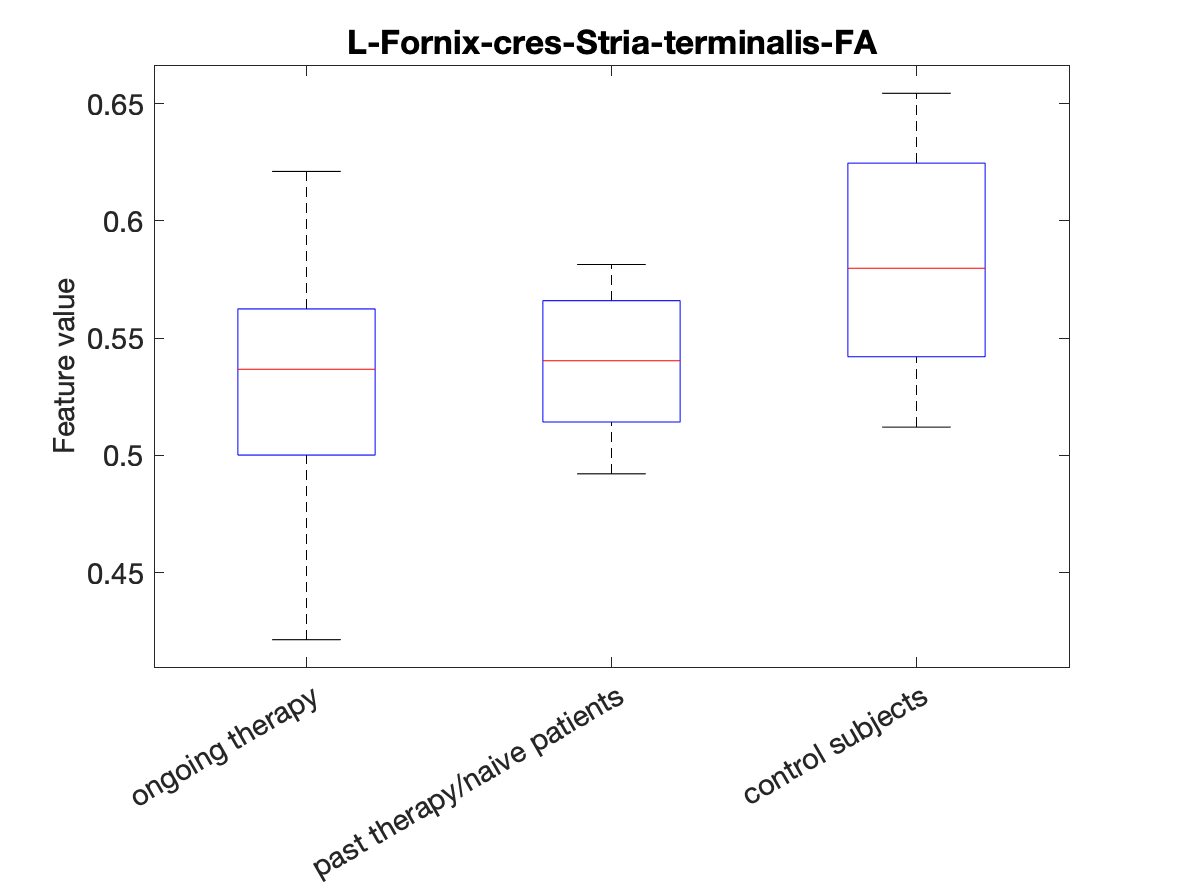 L-Fornix-cres-Stria-terminalis-FA
0.65
0.6
0.55
0.5
0.45
Feature value
ongoing therapy
past therapy/naive patients
control subjects